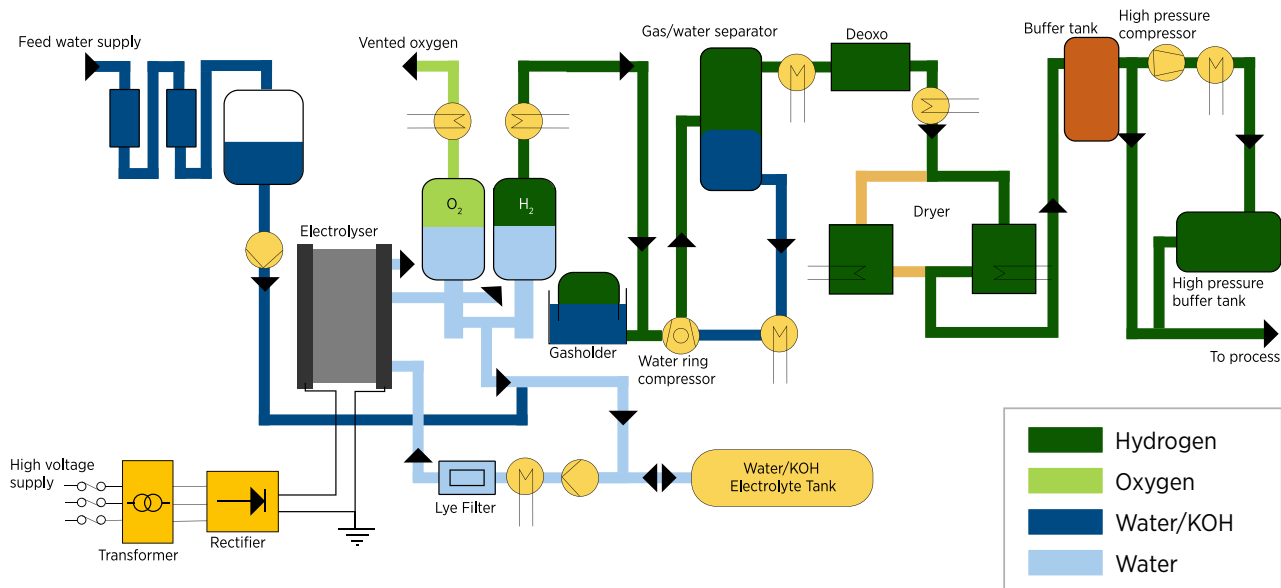 Feed water supply
Vented oxygen
Gas/water separator
Deoxo
Buffer tank
High pressure
compressor
O2
H2
Electrolyser
Dryer
Gasholder
Water ring
compressor
High pressure
buffer tank
To process
High voltage
supply
Transformer
Rectifier
Lye Filter
Water/KOH
Electrolyte Tank
Hydrogen
Oxygen
Water/KOH
Water